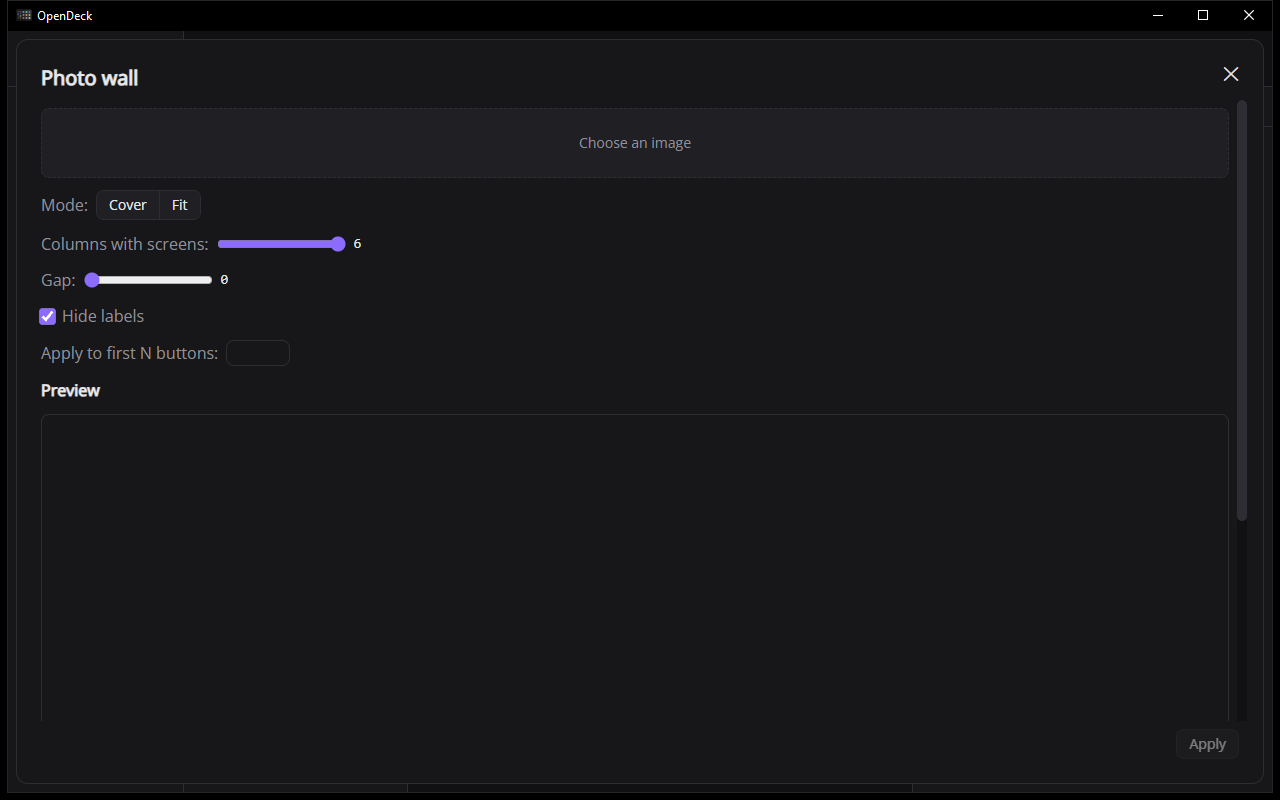 OpenDeck
Photo wall
Choose an image
Mode: Cover Fit
Columns with screens: 6
Gap: 0
Hide labels
Apply to first N buttons:
Preview
Apply